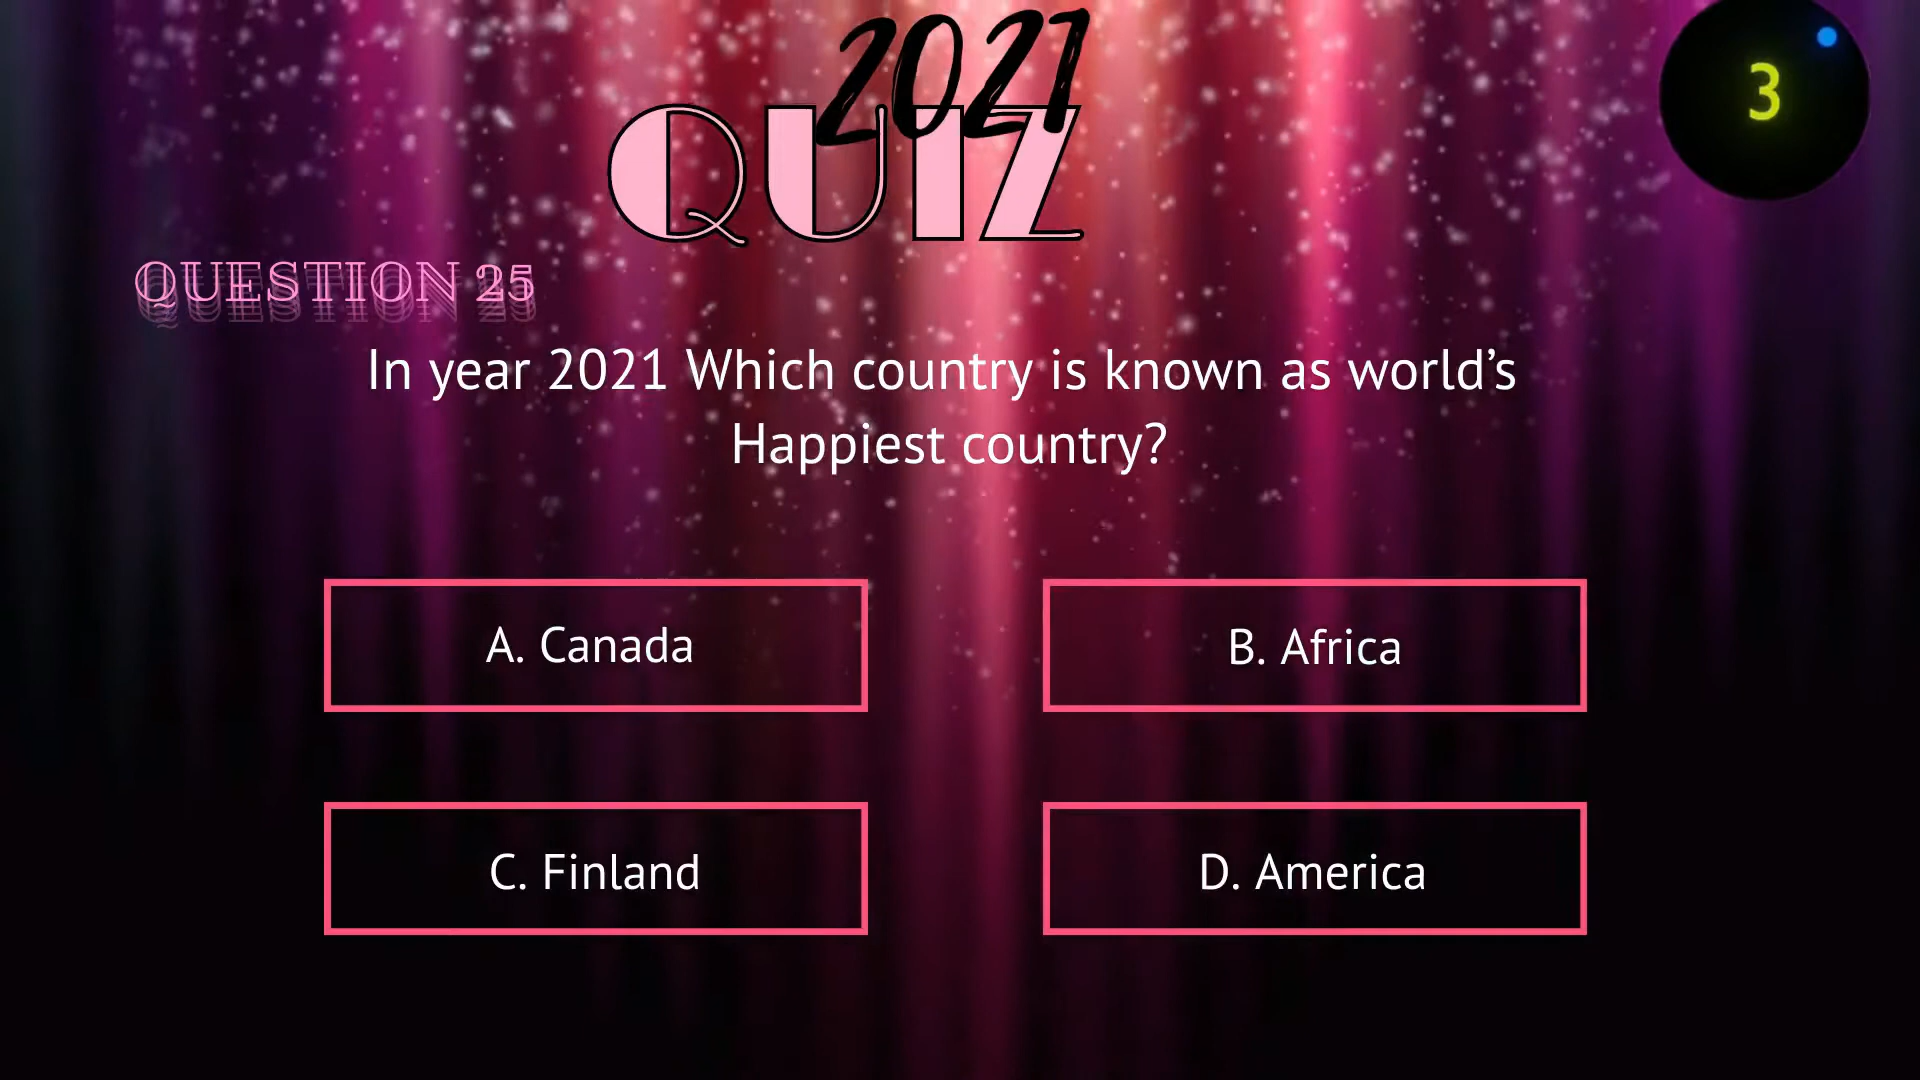 2021
QUIZ
3
QUESTION 25
In year 2021 Which country is known as world’s
Happiest country?
A. Canada
B. Africa
C. Finland
D. America